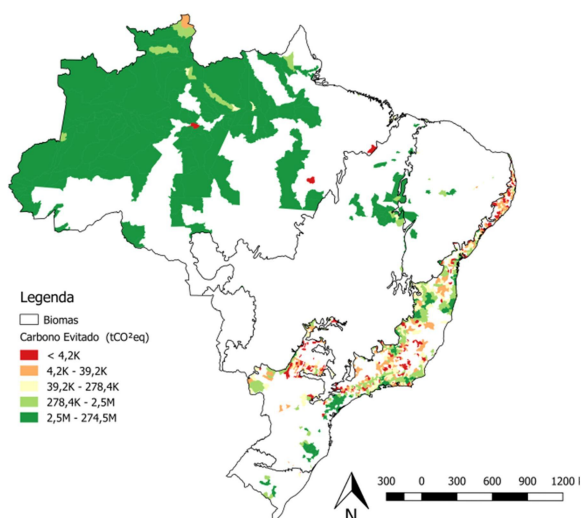 Legenda
Biomas
Carbono Evitado (tCO²eq)
< 4,2K
4,2K - 39,2K
39,2K - 278,4K
278,4K - 2,5M
2,5M - 274,5M
N
300 0 300 600 900 1200